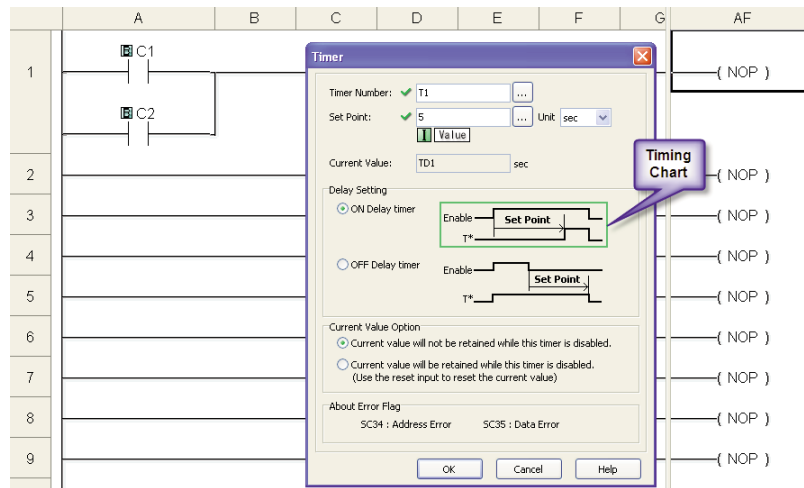 A B C D E F G AF
C1
1
( NOP )
C2
2
( NOP )
3
( NOP )
4
( NOP )
5
( NOP )
6
( NOP )
7
( NOP )
8
( NOP )
9
( NOP )
Timer
Timer Number: T1 ...
Set Point: 5 ... Unit sec
I Value
Current Value: TD1 sec
Delay Setting
ON Delay timer
Enable
Set Point
T*
OFF Delay timer
Enable
Set Point
T*
Current Value Option
Current value will not be retained while this timer is disabled.
Current value will be retained while this timer is disabled.
(Use the reset input to reset the current value)
About Error Flag
SC34 : Address Error SC35 : Data Error
OK Cancel Help
Timing
Chart